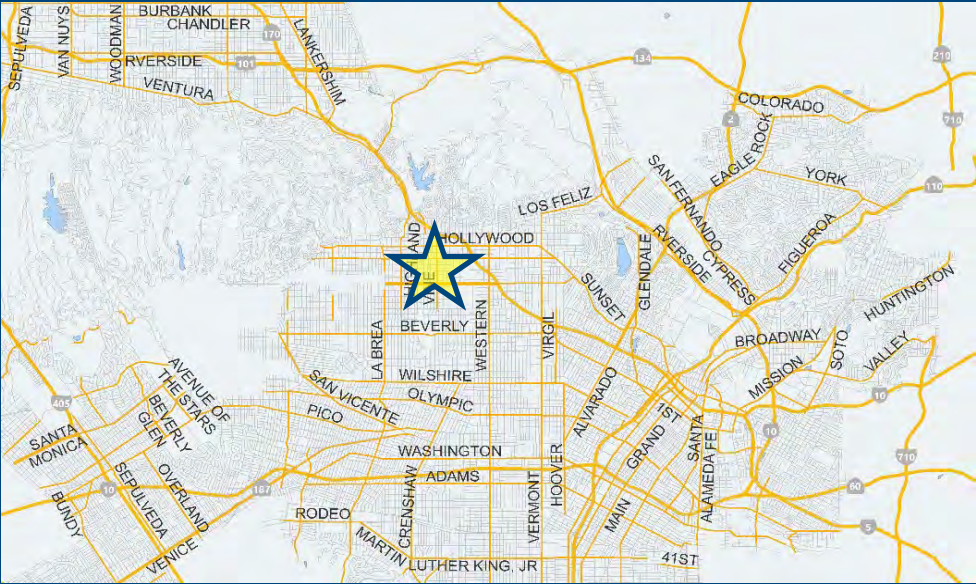 BURBANK
CHANDLER
SEPULVEDA
VAN NUYS
WOODMAN
LANKERSHIM
170
RVERSIDE
101
VENTURA
134
210
COLORADO
2
710
EAGLE ROCK
SAN FERNANDO
YORK
110
LOS FELIZ
HOLLYWOOD
RVERSIDE
CYPRESS
FIGUEROA
GLENDALE
SUNSET
HUNTINGTON
BEVERLY
WESTERN
VIRGIL
LA BREA
BROADWAY
SOTO
VALLEY
MISSION
WILSHIRE
AVENUE OF
THE STARS
SAN VICENTE
OLYMPIC
PICO
ALVARADO
10
405
BEVERLY
GLEN
1ST
GRAND
SANTA
FE
ALAMEDA
10
SANTA
MONICA
WASHINGTON
ADAMS
710
SEPULVEDA
OVERLAND
10
187
CRENSHAW
VERMONT
HOOVER
60
BUNDY
RODEO
MAIN
5
VENICE
MARTIN
LUTHER KING, JR
41ST